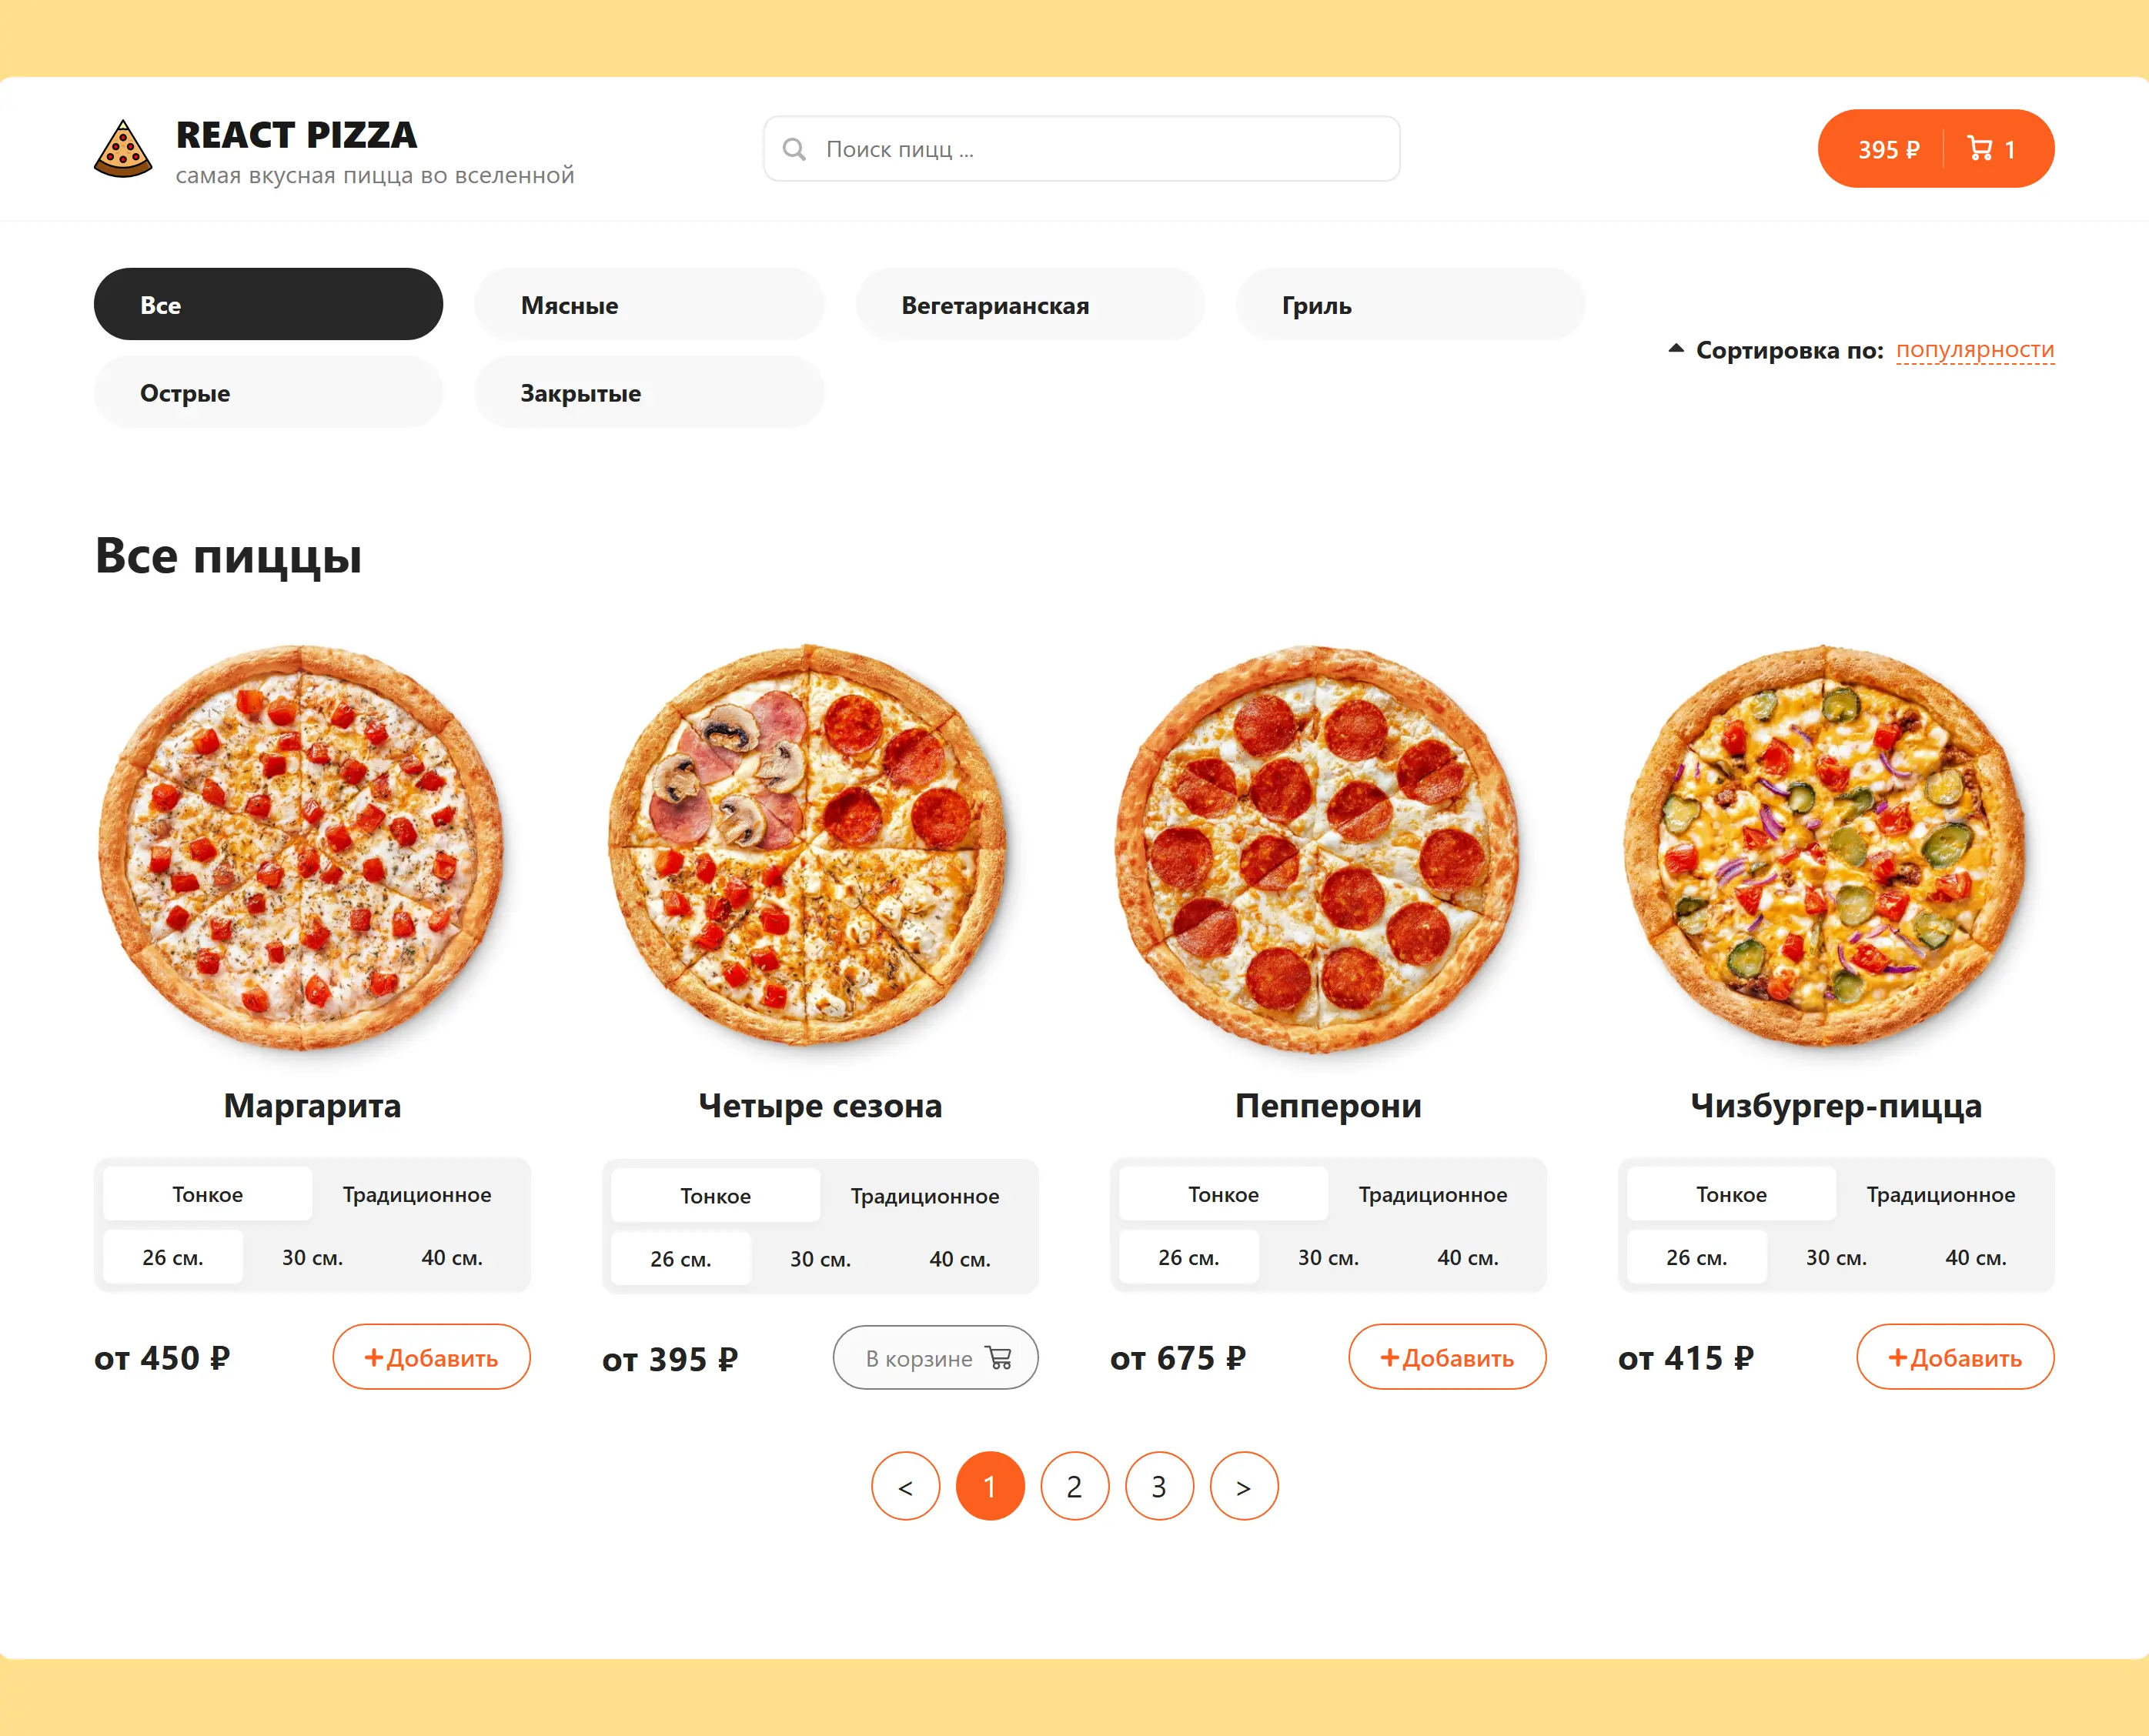 REACT PIZZA
самая вкусная пицца во вселенной
Поиск пицц ...
395 ₽ 1
Все
Мясные
Вегетарианская
Гриль
Острые
Закрытые
Сортировка по: популярности
Все пиццы
Маргарита
Тонкое Традиционное
26 см. 30 см. 40 см.
от 450 ₽ +Добавить
Четыре сезона
Тонкое Традиционное
26 см. 30 см. 40 см.
от 395 ₽ В корзине
Пепперони
Тонкое Традиционное
26 см. 30 см. 40 см.
от 675 ₽ +Добавить
Чизбургер-пицца
Тонкое Традиционное
26 см. 30 см. 40 см.
от 415 ₽ +Добавить
< 1 2 3 >